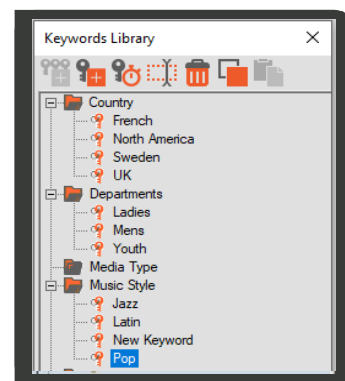 Keywords Library
Country
French
North America
Sweden
UK
Departments
Ladies
Mens
Youth
Media Type
Music Style
Jazz
Latin
New Keyword
Pop